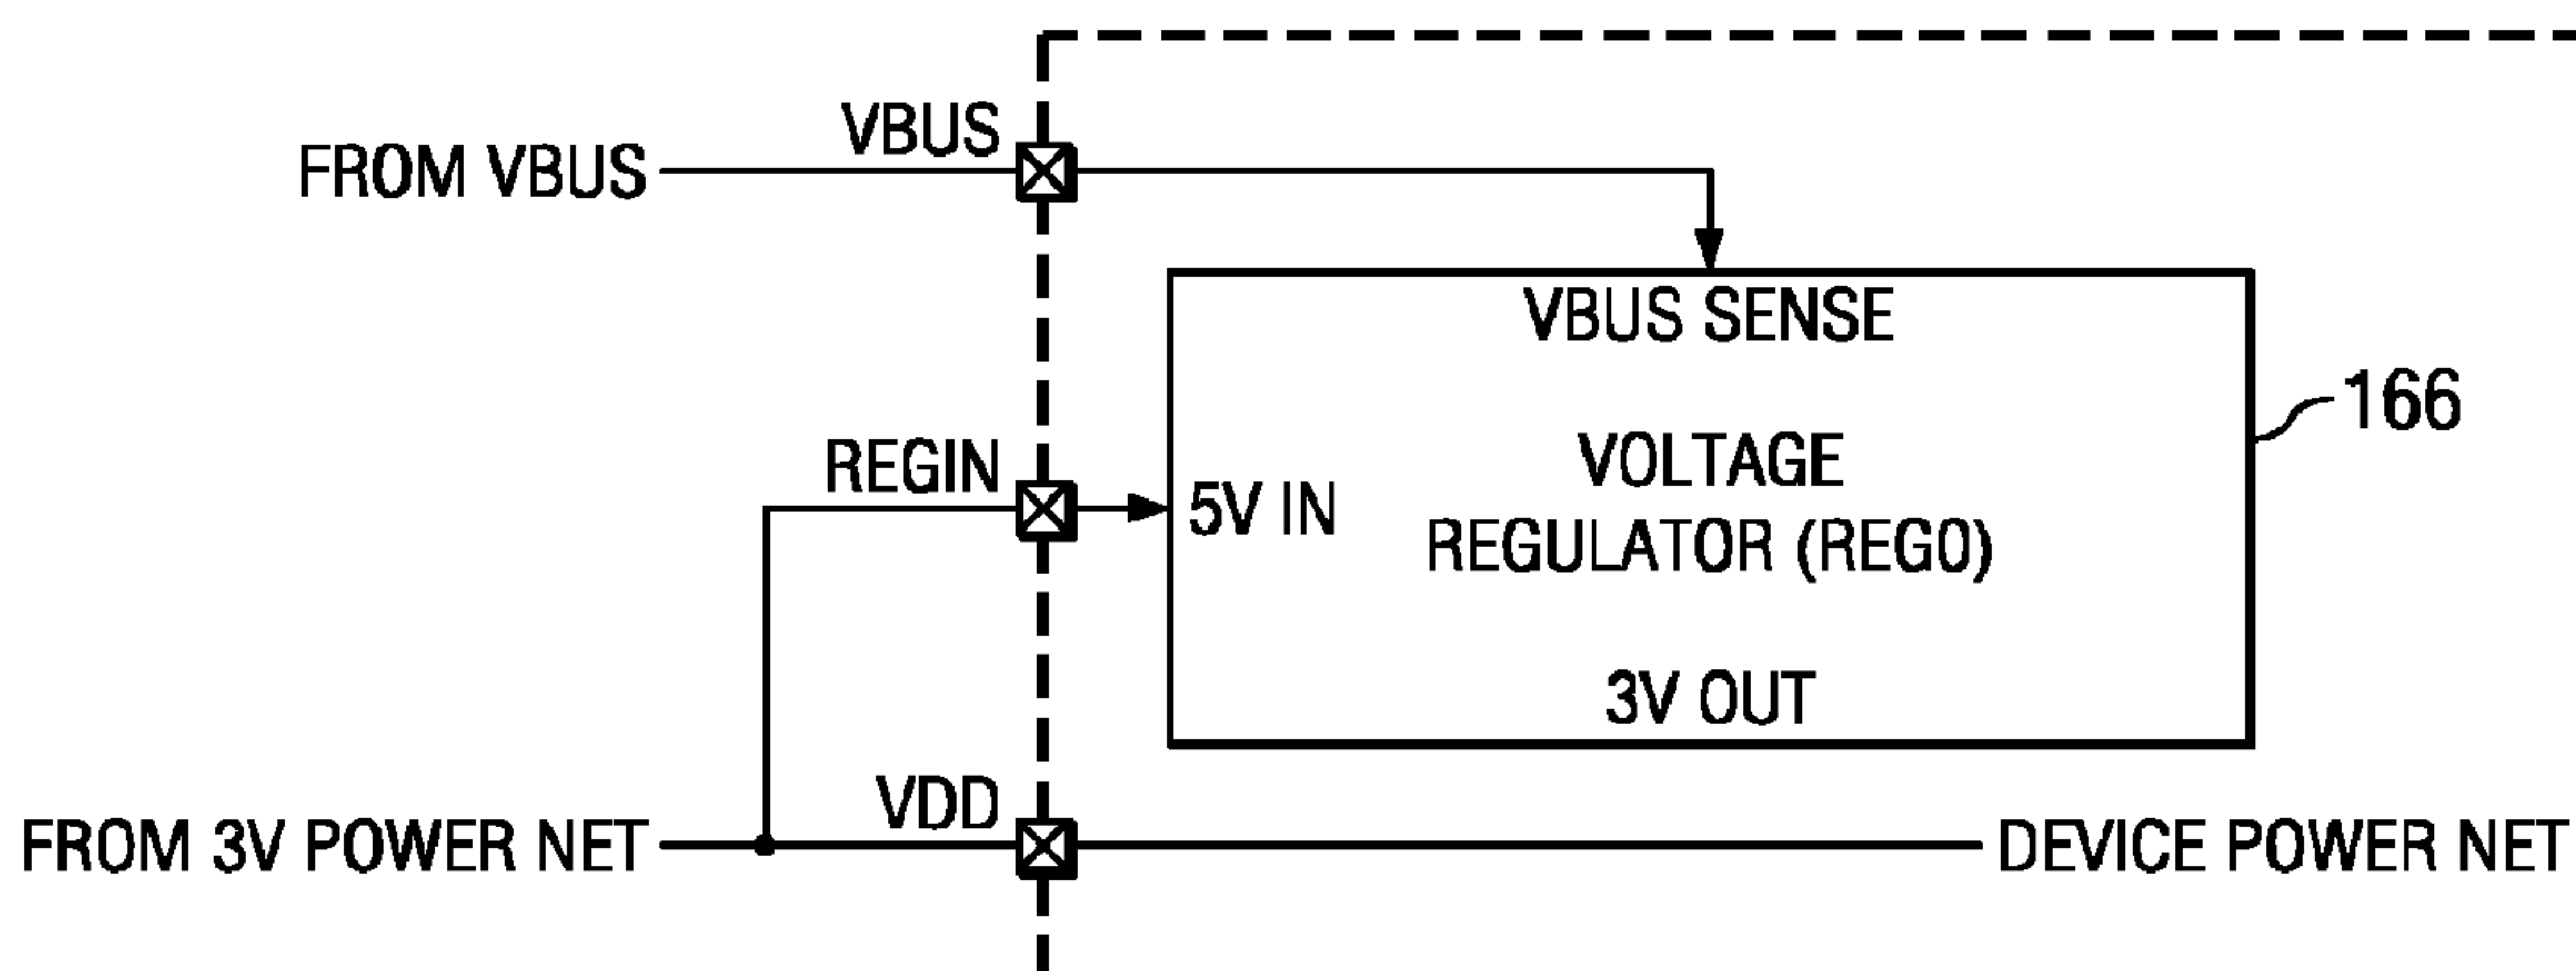 VBUS
FROM VBUS
VBUS SENSE
REGIN
5V IN
VOLTAGE
REGULATOR (REG0)
166
3V OUT
VDD
FROM 3V POWER NET
DEVICE POWER NET